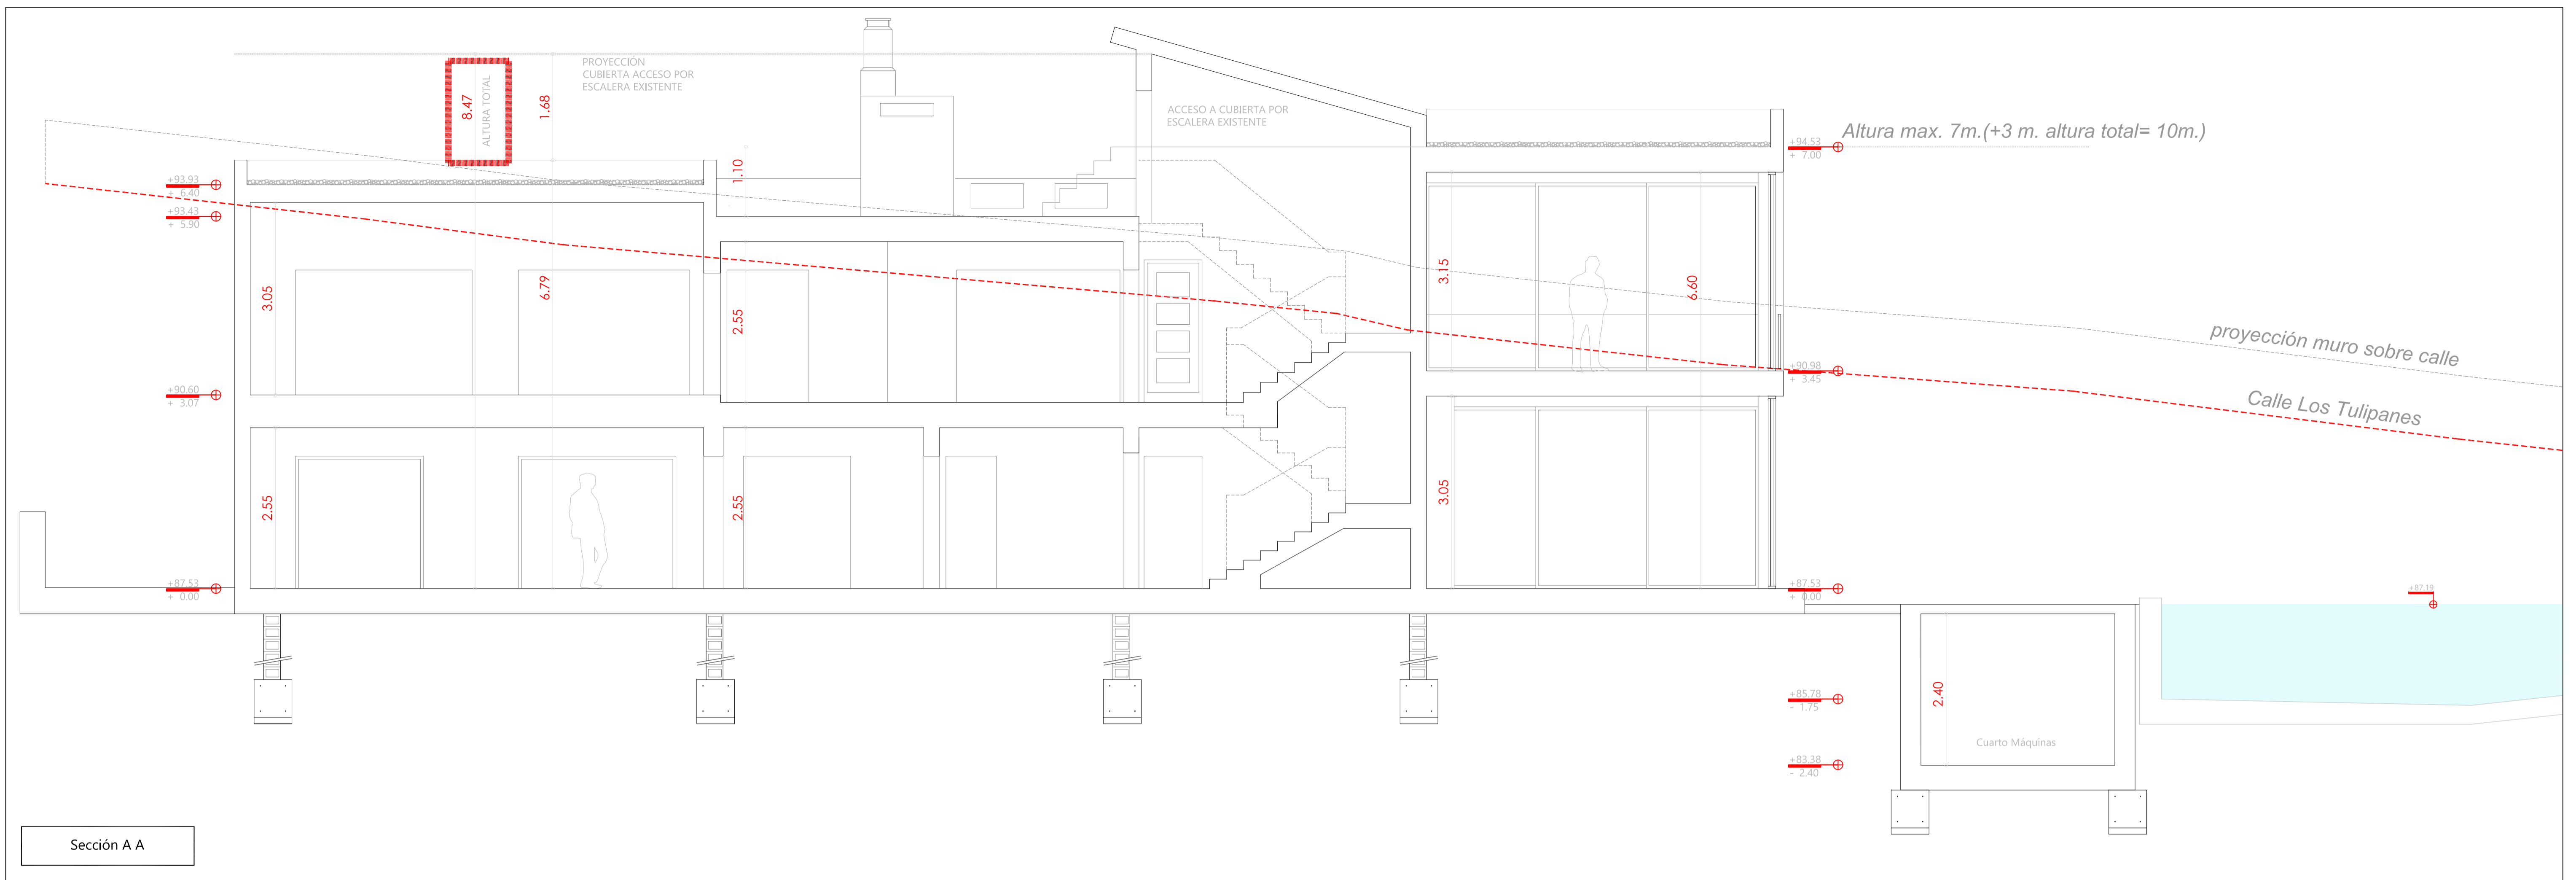 PROYECCIÓN
CUBIERTA ACCESO POR
ESCALERA EXISTENTE
8.47
ALTURA TOTAL
1.68
ACCESO A CUBIERTA POR
ESCALERA EXISTENTE
Altura max. 7m.(+3 m. altura total= 10m.)
+94.53
+ 7.00
1.10
+93.93
+ 6.40
+93.43
+ 5.90
3.05
6.79
2.55
3.15
6.60
proyección muro sobre calle
+90.98
+ 3.45
Calle Los Tulipanes
+90.60
+ 3.07
2.55
2.55
3.05
+87.53
+ 0.00
+87.53
+ 0.00
+87.19
+85.78
- 1.75
2.40
Cuarto Máquinas
+83.38
- 2.40
Sección A A